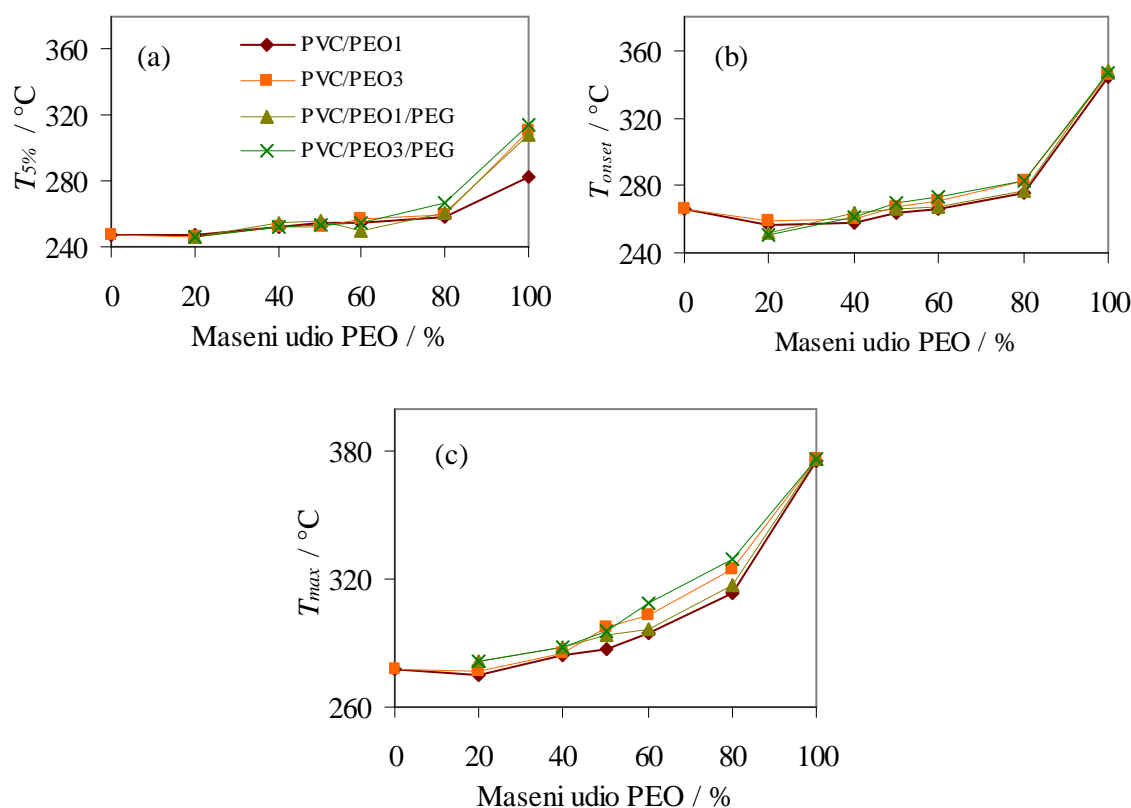 (a)
PVC/PEO1
PVC/PEO3
PVC/PEO1/PEG
PVC/PEO3/PEG
T5% / °C
360
320
280
240
0 20 40 60 80 100
Maseni udio PEO / %
(b)
Tonset / °C
360
320
280
240
0 20 40 60 80 100
Maseni udio PEO / %
(c)
Tmax / °C
380
320
260
0 20 40 60 80 100
Maseni udio PEO / %